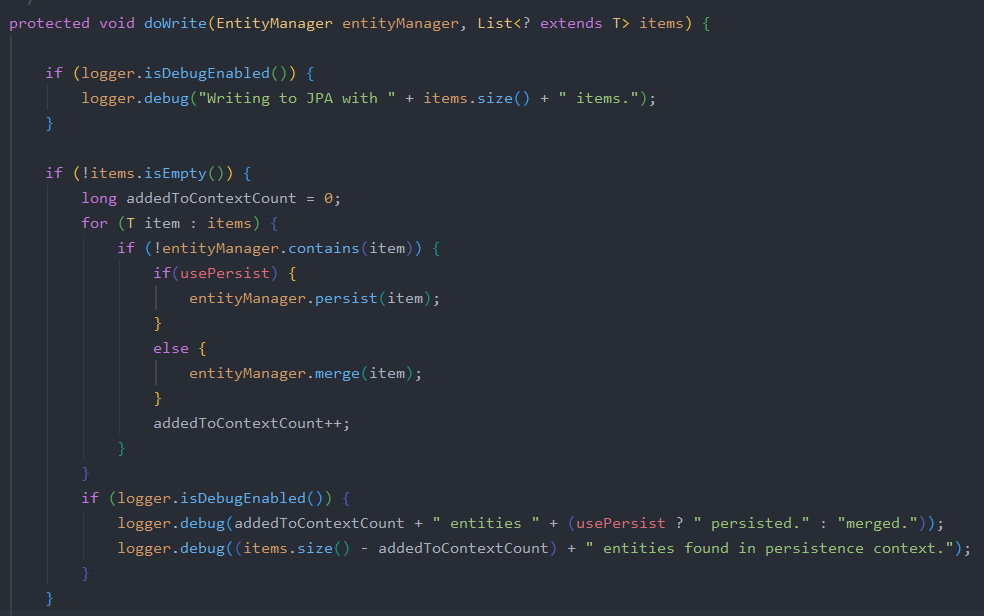 protected void doWrite(EntityManager entityManager, List<? extends T> items) {
if (logger.isDebugEnabled()) {
logger.debug("Writing to JPA with " + items.size() + " items.");
}
if (!items.isEmpty()) {
long addedToContextCount = 0;
for (T item : items) {
if (!entityManager.contains(item)) {
if(usePersist) {
entityManager.persist(item);
}
else {
entityManager.merge(item);
}
addedToContextCount++;
}
}
if (logger.isDebugEnabled()) {
logger.debug(addedToContextCount + " entities " + (usePersist ? " persisted." : "merged."));
logger.debug((items.size() - addedToContextCount) + " entities found in persistence context.");
}
}